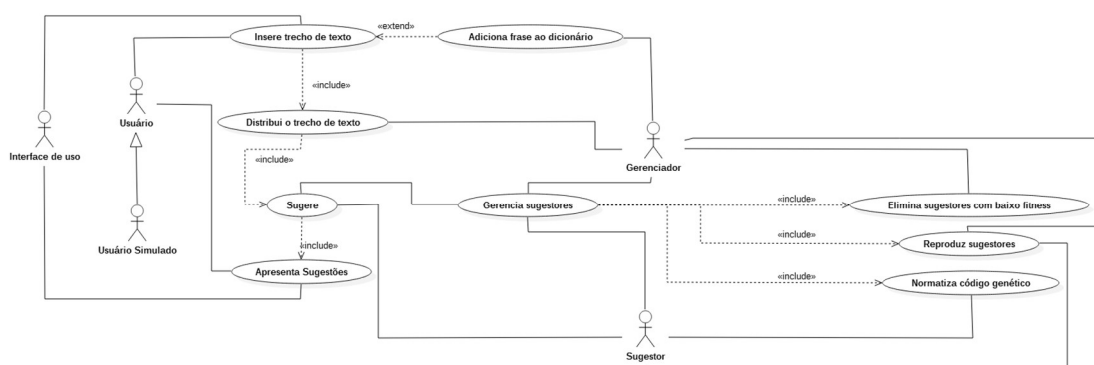 «extend»
Insere trecho de texto
Adiciona frase ao dicionário
«include»
Usuário
Distribui o trecho de texto
Interface de uso
«include»
Gerenciador
Sugere
Gerencia sugestores
«include»
Elimina sugestores com baixo fitness
Usuário Simulado
«include»
«include»
Reproduz sugestores
Apresenta Sugestões
«include»
Normatiza código genético
Sugestor